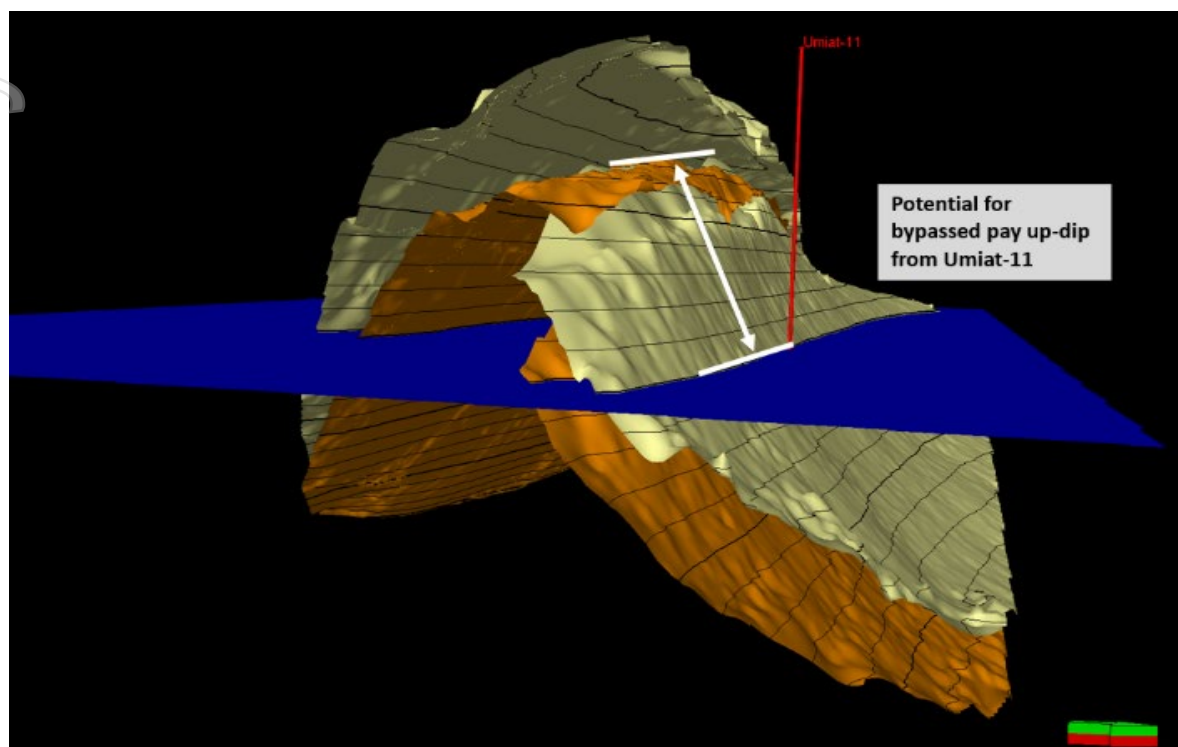 Umiat-11
Potential for
bypassed pay up-dip
from Umiat-11